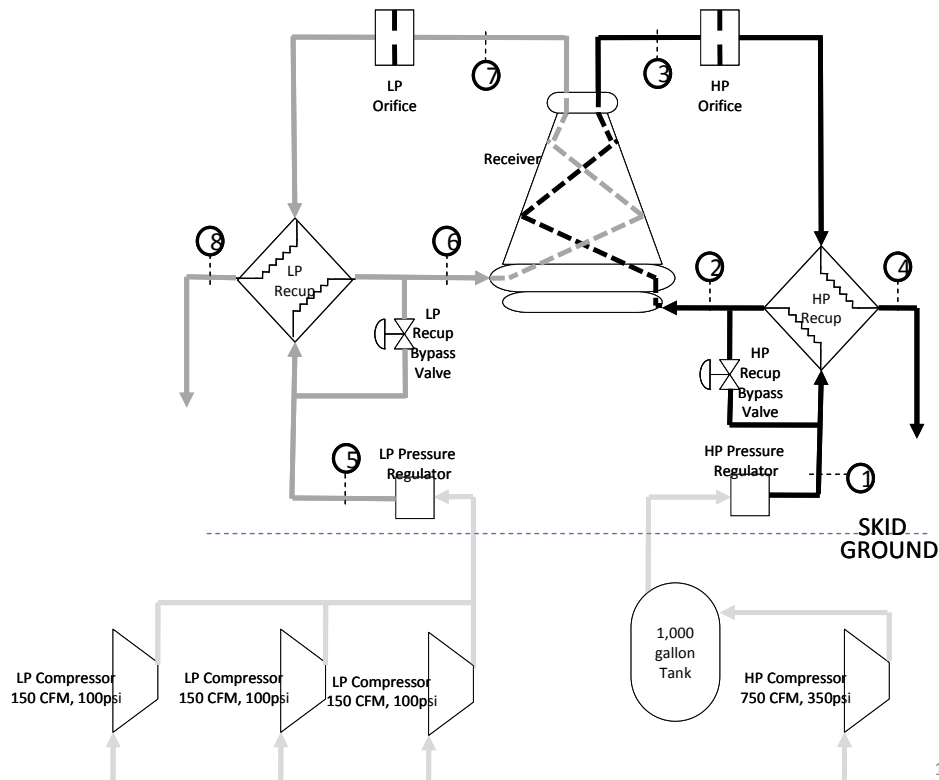 7
3
LP
Orifice
HP
Orifice
Receiver
8
6
2
4
LP
Recup
HP
Recup
LP
Recup
Bypass
Valve
HP
Recup
Bypass
Valve
5
LP Pressure
Regulator
HP Pressure
Regulator
1
SKID
GROUND
1,000
gallon
Tank
LP Compressor
150 CFM, 100psi
LP Compressor
150 CFM, 100psi
LP Compressor
150 CFM, 100psi
HP Compressor
750 CFM, 350psi
1